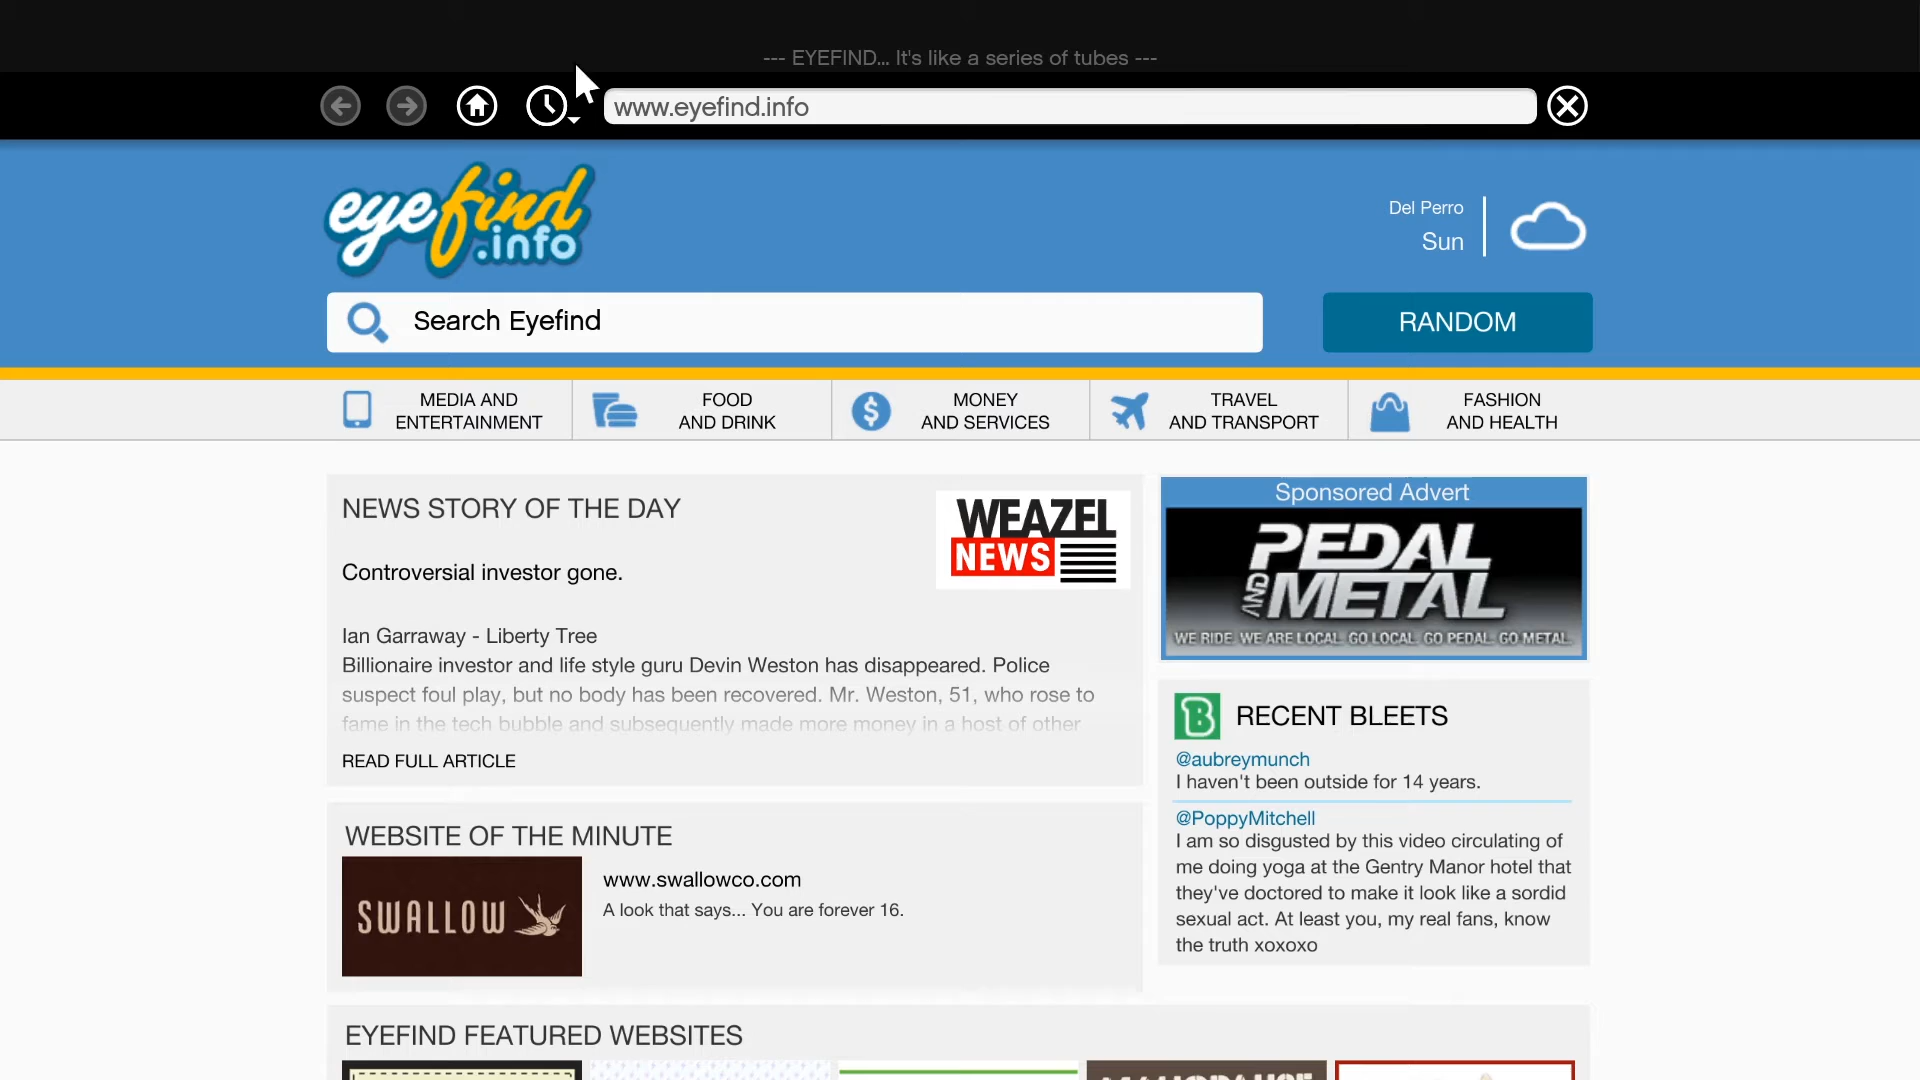 --- EYEFIND... It's like a series of tubes ---
www.eyefind.info
eyefind
.info
Del Perro
Sun
Search Eyefind
RANDOM
MEDIA AND
ENTERTAINMENT
FOOD
AND DRINK
MONEY
AND SERVICES
TRAVEL
AND TRANSPORT
FASHION
AND HEALTH
NEWS STORY OF THE DAY
WEAZEL
NEWS
Controversial investor gone.
Ian Garraway - Liberty Tree
Billionaire investor and life style guru Devin Weston has disappeared. Police
suspect foul play, but no body has been recovered. Mr. Weston, 51, who rose to
fame in the tech bubble and subsequently made more money in a host of other
READ FULL ARTICLE
Sponsored Advert
PEDAL
AND
METAL
WE RIDE. WE ARE LOCAL. GO LOCAL. GO PEDAL. GO METAL.
B
RECENT BLEETS
@aubreymunch
I haven't been outside for 14 years.
@PoppyMitchell
I am so disgusted by this video circulating of
me doing yoga at the Gentry Manor hotel that
they've doctored to make it look like a sordid
sexual act. At least you, my real fans, know
the truth xoxoxo
WEBSITE OF THE MINUTE
SWALLOW
www.swallowco.com
A look that says... You are forever 16.
EYEFIND FEATURED WEBSITES